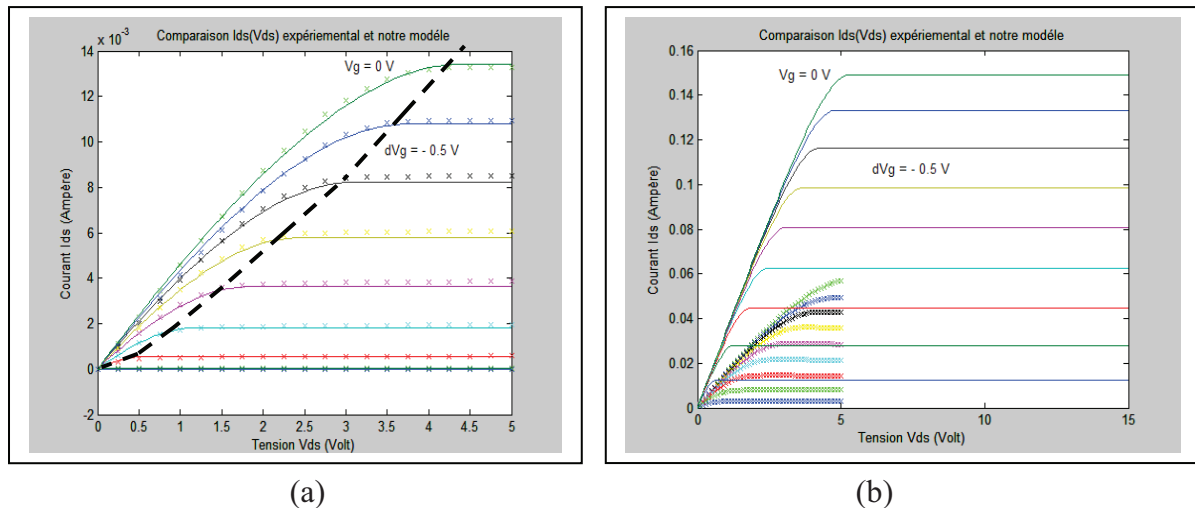 Comparaison Ids(Vds) expériemental et notre modéle
x 10⁻³
14
12
10
8
6
4
2
0
-2
Courant Ids (Ampère)
Vg = 0 V
dVg = - 0.5 V
0 0.5 1 1.5 2 2.5 3 3.5 4 4.5 5
Tension Vds (Volt)
(a)
Comparaison Ids(Vds) expériemental et notre modéle
0.16
0.14
0.12
0.1
0.08
0.06
0.04
0.02
0
Courant Ids (Ampère)
Vg = 0 V
dVg = - 0.5 V
0 5 10 15
Tension Vds (Volt)
(b)